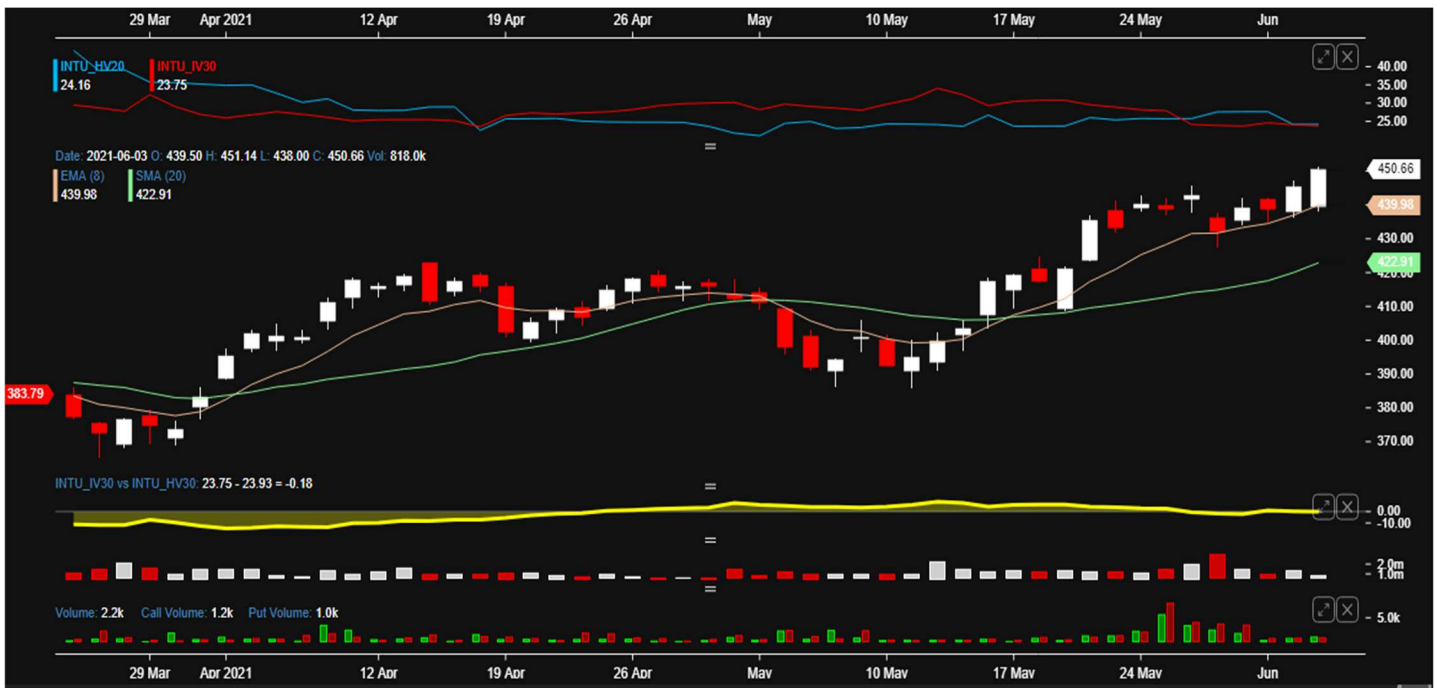 29 Mar Apr 2021 12 Apr 19 Apr 26 Apr May 10 May 17 May 24 May Jun
INTU_HV20 INTU_IV30
24.16 23.75
40.00
35.00
30.00
25.00
Date: 2021-06-03 O: 439.50 H: 451.14 L: 438.00 C: 450.66 Vol: 818.0k
EMA (8) SMA (20)
439.98 422.91
450.66
439.98
430.00
422.91
420.00
410.00
400.00
390.00
383.79
380.00
370.00
INTU_IV30 vs INTU_HV30: 23.75 - 23.93 = -0.18
0.00
-10.00
2.0m
1.0m
Volume: 2.2k Call Volume: 1.2k Put Volume: 1.0k
5.0k
29 Mar Apr 2021 12 Apr 19 Apr 26 Apr May 10 May 17 May 24 May Jun